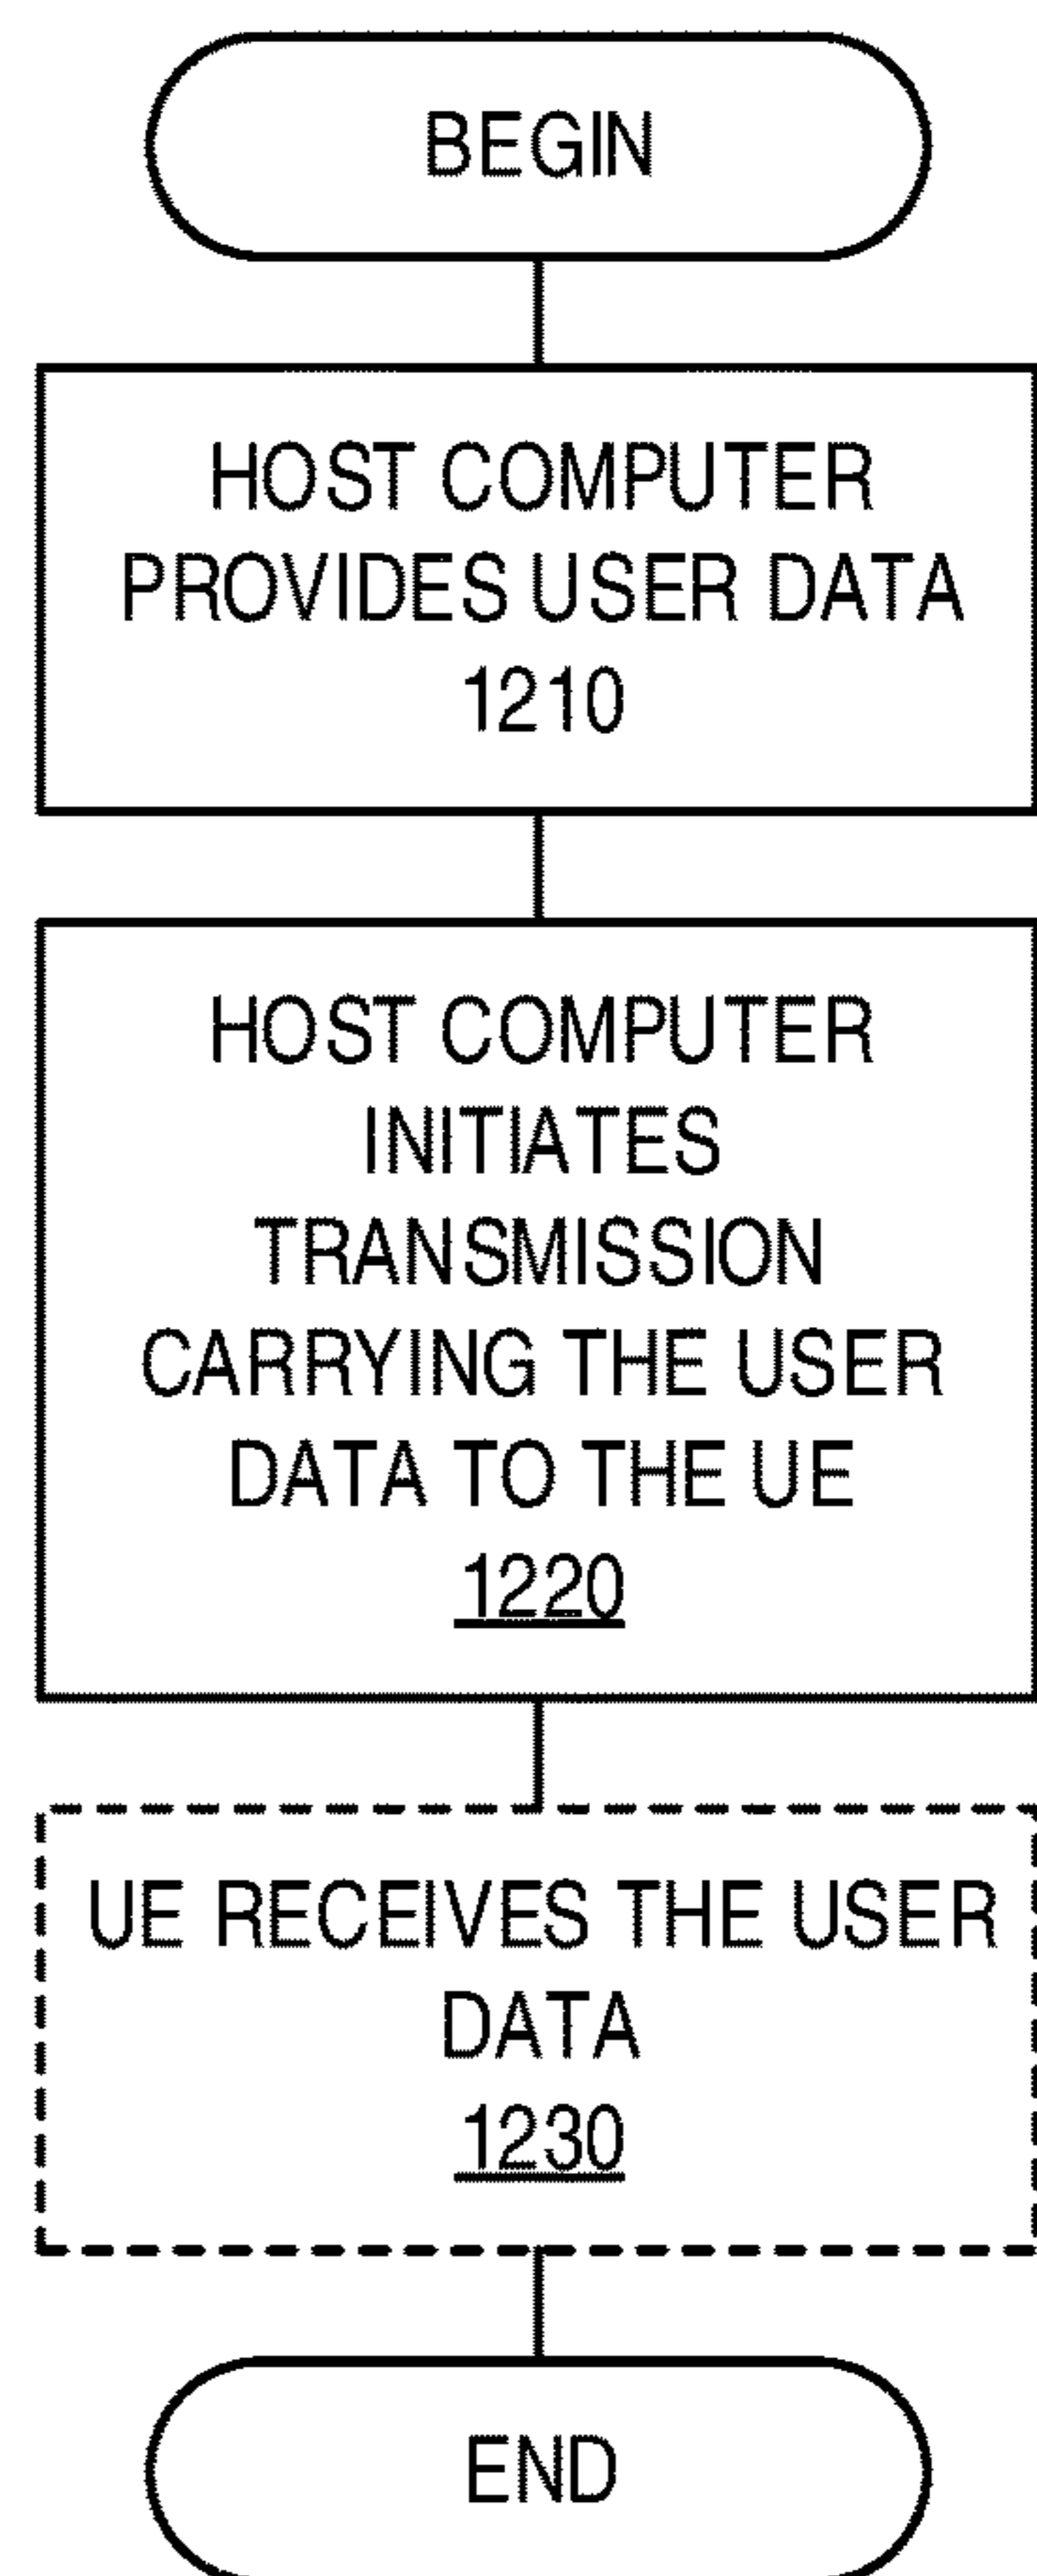 BEGIN
HOST COMPUTER
PROVIDES USER DATA
1210
HOST COMPUTER
INITIATES
TRANSMISSION
CARRYING THE USER
DATA TO THE UE
1220
UE RECEIVES THE USER
DATA
1230
END